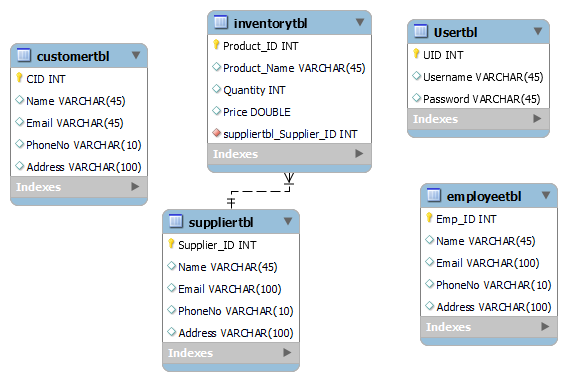 customertbl
CID INT
Name VARCHAR(45)
Email VARCHAR(45)
PhoneNo VARCHAR(10)
Address VARCHAR(100)
Indexes
inventorytbl
Product_ID INT
Product_Name VARCHAR(45)
Quantity INT
Price DOUBLE
suppliertbl_Supplier_ID INT
Indexes
Usertbl
UID INT
Username VARCHAR(45)
Password VARCHAR(45)
Indexes
suppliertbl
Supplier_ID INT
Name VARCHAR(45)
Email VARCHAR(100)
PhoneNo VARCHAR(10)
Address VARCHAR(100)
Indexes
employeetbl
Emp_ID INT
Name VARCHAR(45)
Email VARCHAR(100)
PhoneNo VARCHAR(10)
Address VARCHAR(100)
Indexes